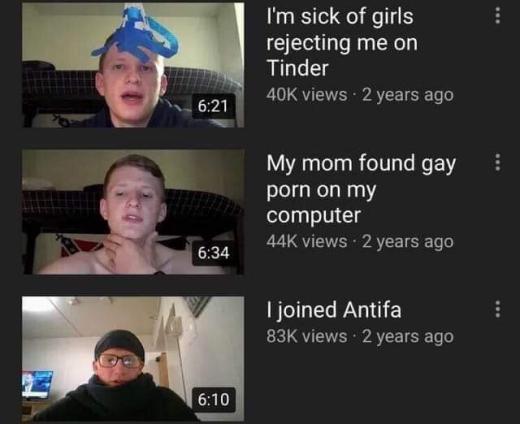 I'm sick of girls
rejecting me on
Tinder
40K views · 2 years ago
6:21
My mom found gay
porn on my
computer
44K views · 2 years ago
6:34
I joined Antifa
83K views · 2 years ago
6:10